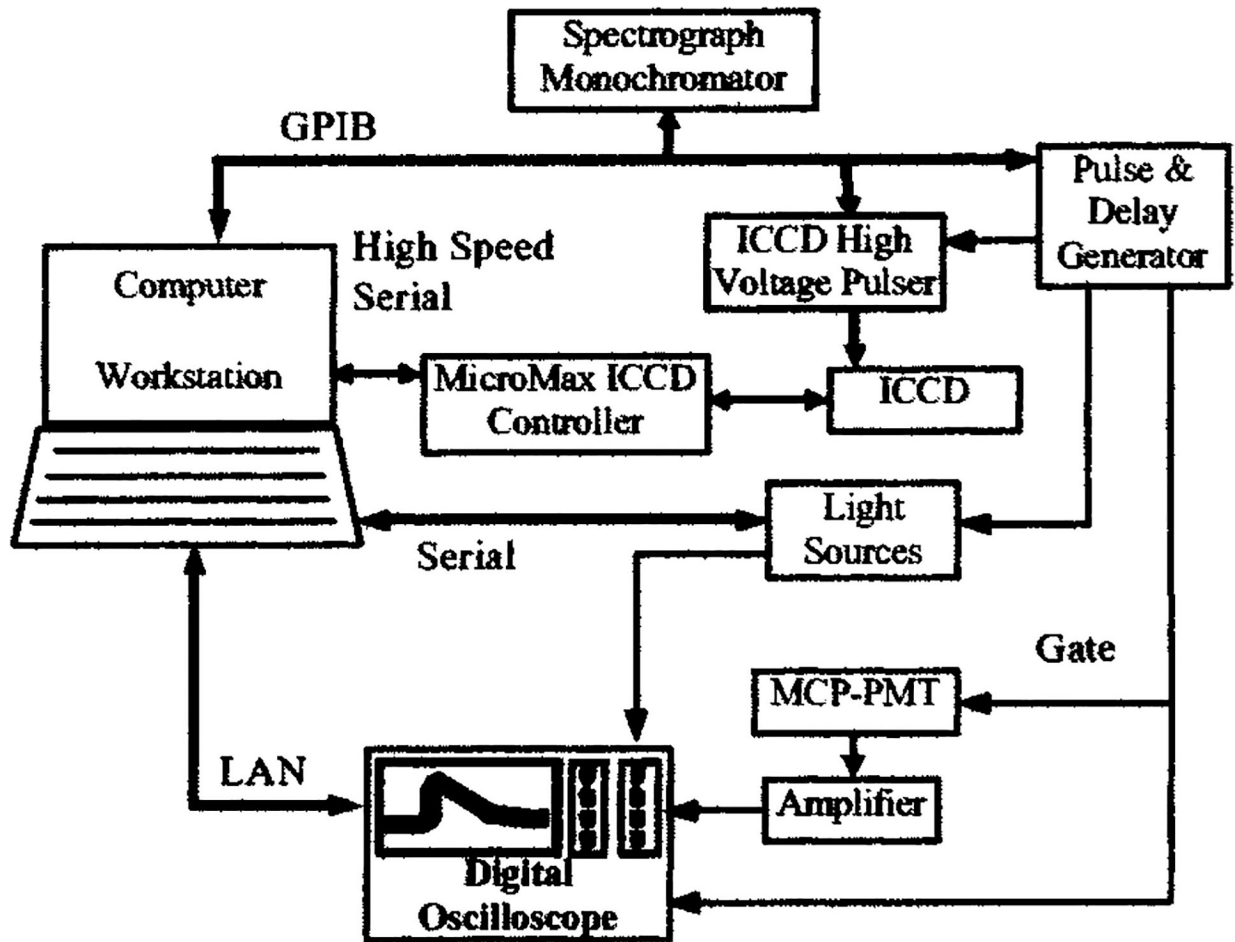 Spectrograph
Monochromator
GPIB
Pulse &
Delay
Generator
High Speed
Serial
ICCD High
Voltage Pulser
Computer
Workstation
MicroMax ICCD
Controller
ICCD
Light
Sources
Serial
Gate
MCP-PMT
LAN
Amplifier
Digital
Oscilloscope